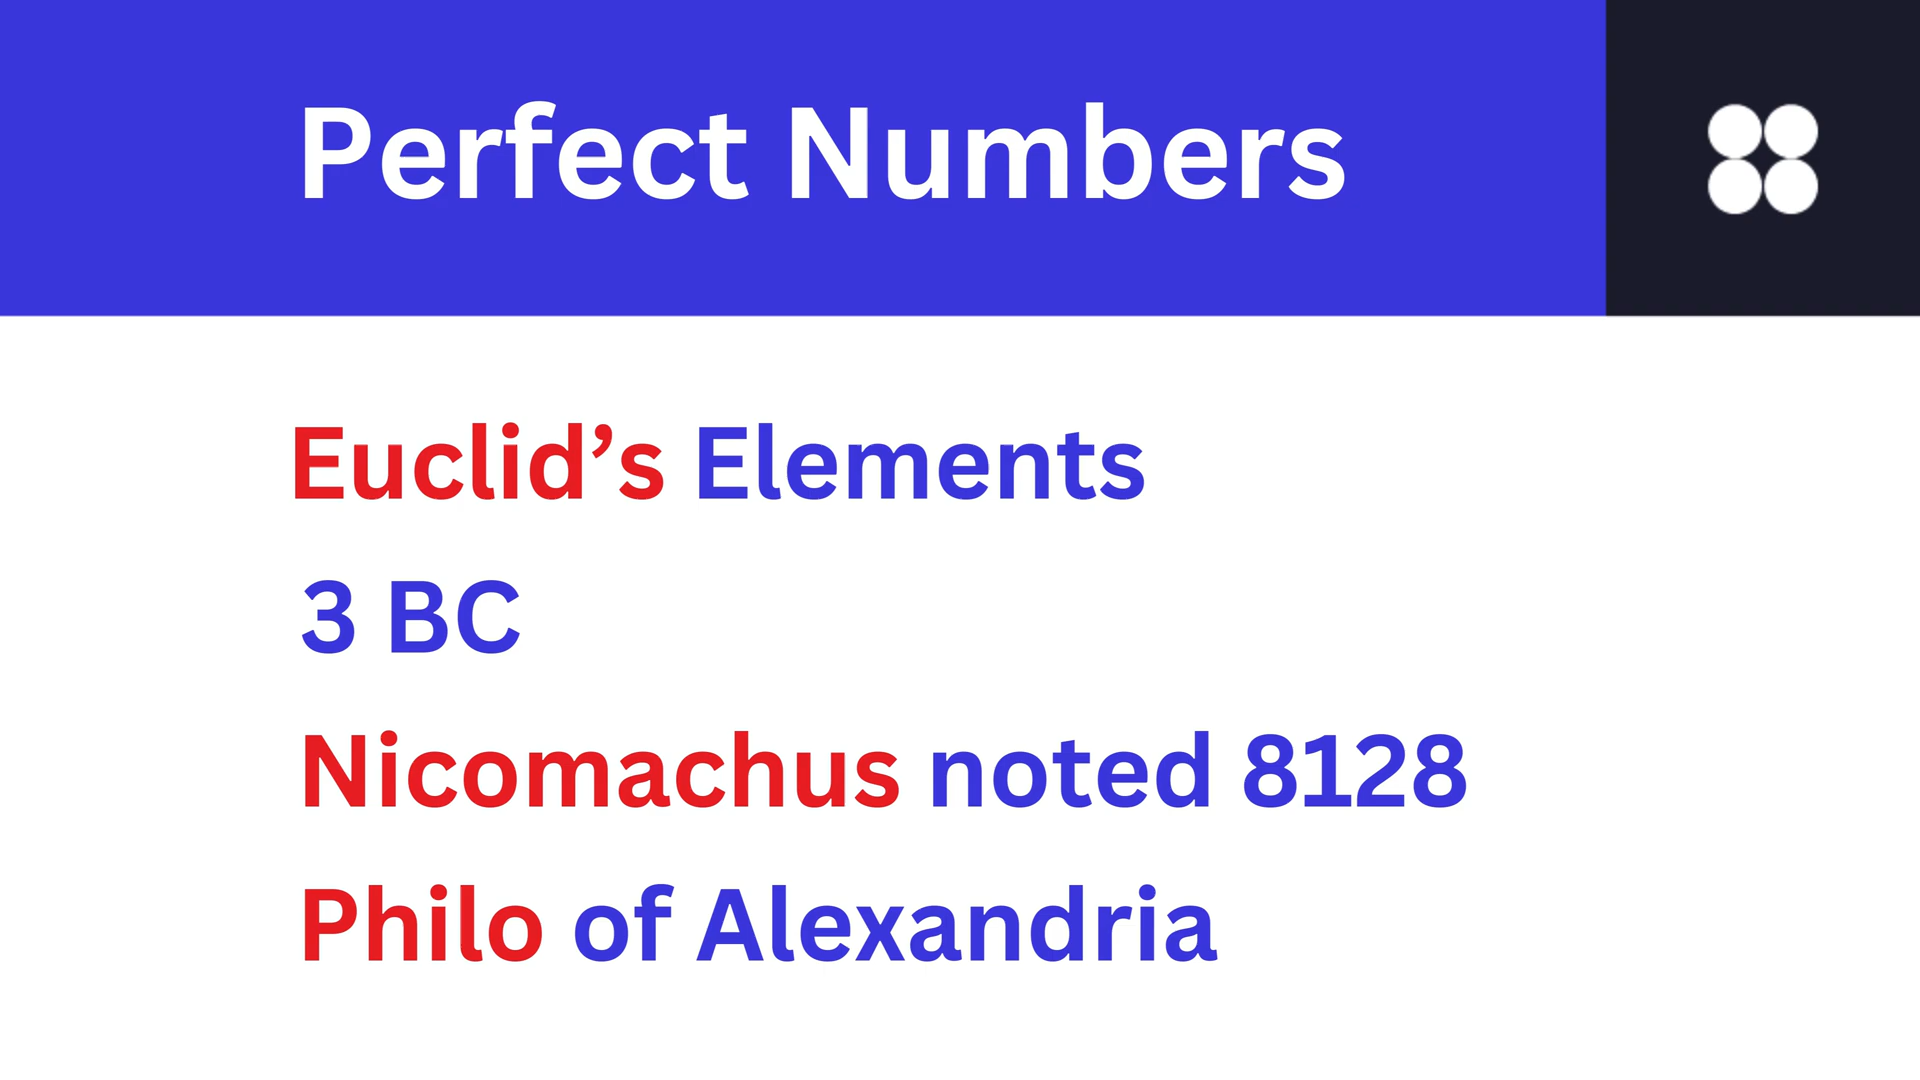 Perfect Numbers
Euclid’s Elements
3 BC
Nicomachus noted 8128
Philo of Alexandria